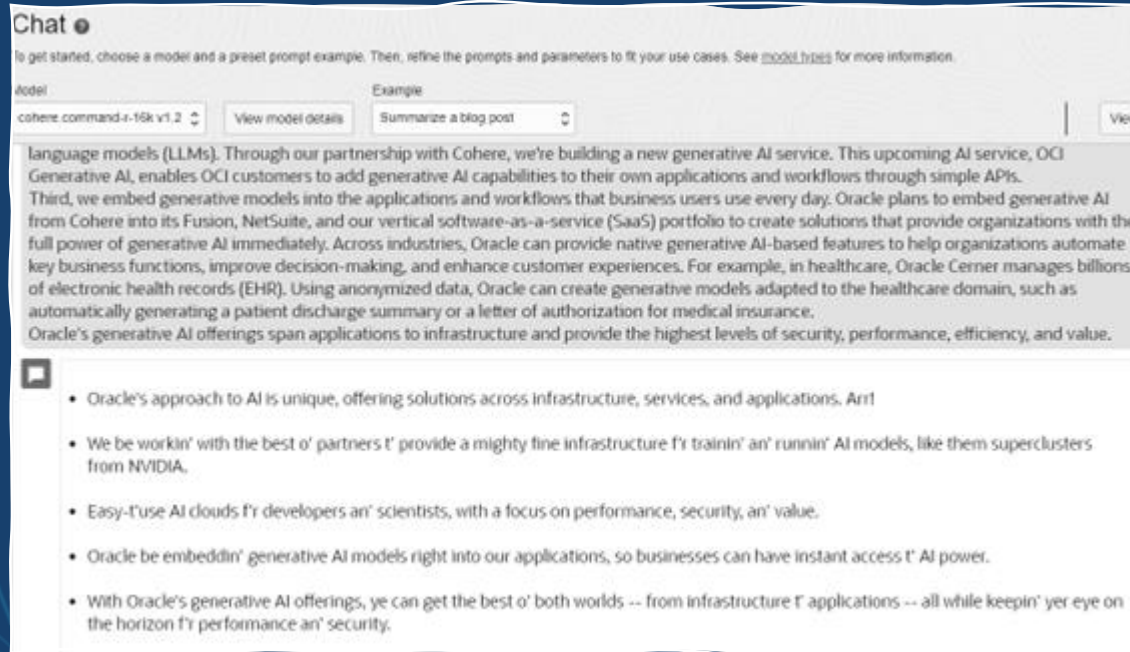 Chat
To get started, choose a model and a preset prompt example. Then, refine the prompts and parameters to fit your use cases. See model types for more information.
Model
Example
cohere.command-r-16k v1.2
View model details
Summarize a blog post
View
language models (LLMs). Through our partnership with Cohere, we're building a new generative AI service. This upcoming AI service, OCI
Generative AI, enables OCI customers to add generative AI capabilities to their own applications and workflows through simple APIs.
Third, we embed generative models into the applications and workflows that business users use every day. Oracle plans to embed generative AI
from Cohere into its Fusion, NetSuite, and our vertical software-as-a-service (SaaS) portfolio to create solutions that provide organizations with the
full power of generative AI immediately. Across industries, Oracle can provide native generative AI-based features to help organizations automate
key business functions, improve decision-making, and enhance customer experiences. For example, in healthcare, Oracle Cerner manages billions
of electronic health records (EHR). Using anonymized data, Oracle can create generative models adapted to the healthcare domain, such as
automatically generating a patient discharge summary or a letter of authorization for medical insurance.
Oracle's generative AI offerings span applications to infrastructure and provide the highest levels of security, performance, efficiency, and value.
• Oracle's approach to AI is unique, offering solutions across infrastructure, services, and applications. Arr!
• We be workin' with the best o' partners t' provide a mighty fine infrastructure f'r trainin' an' runnin' AI models, like them superclusters
from NVIDIA.
• Easy-t'use AI clouds f'r developers an' scientists, with a focus on performance, security, an' value.
• Oracle be embeddin' generative AI models right into our applications, so businesses can have instant access t' AI power.
• With Oracle's generative AI offerings, ye can get the best o' both worlds -- from infrastructure t' applications -- all while keepin' yer eye on
the horizon f'r performance an' security.